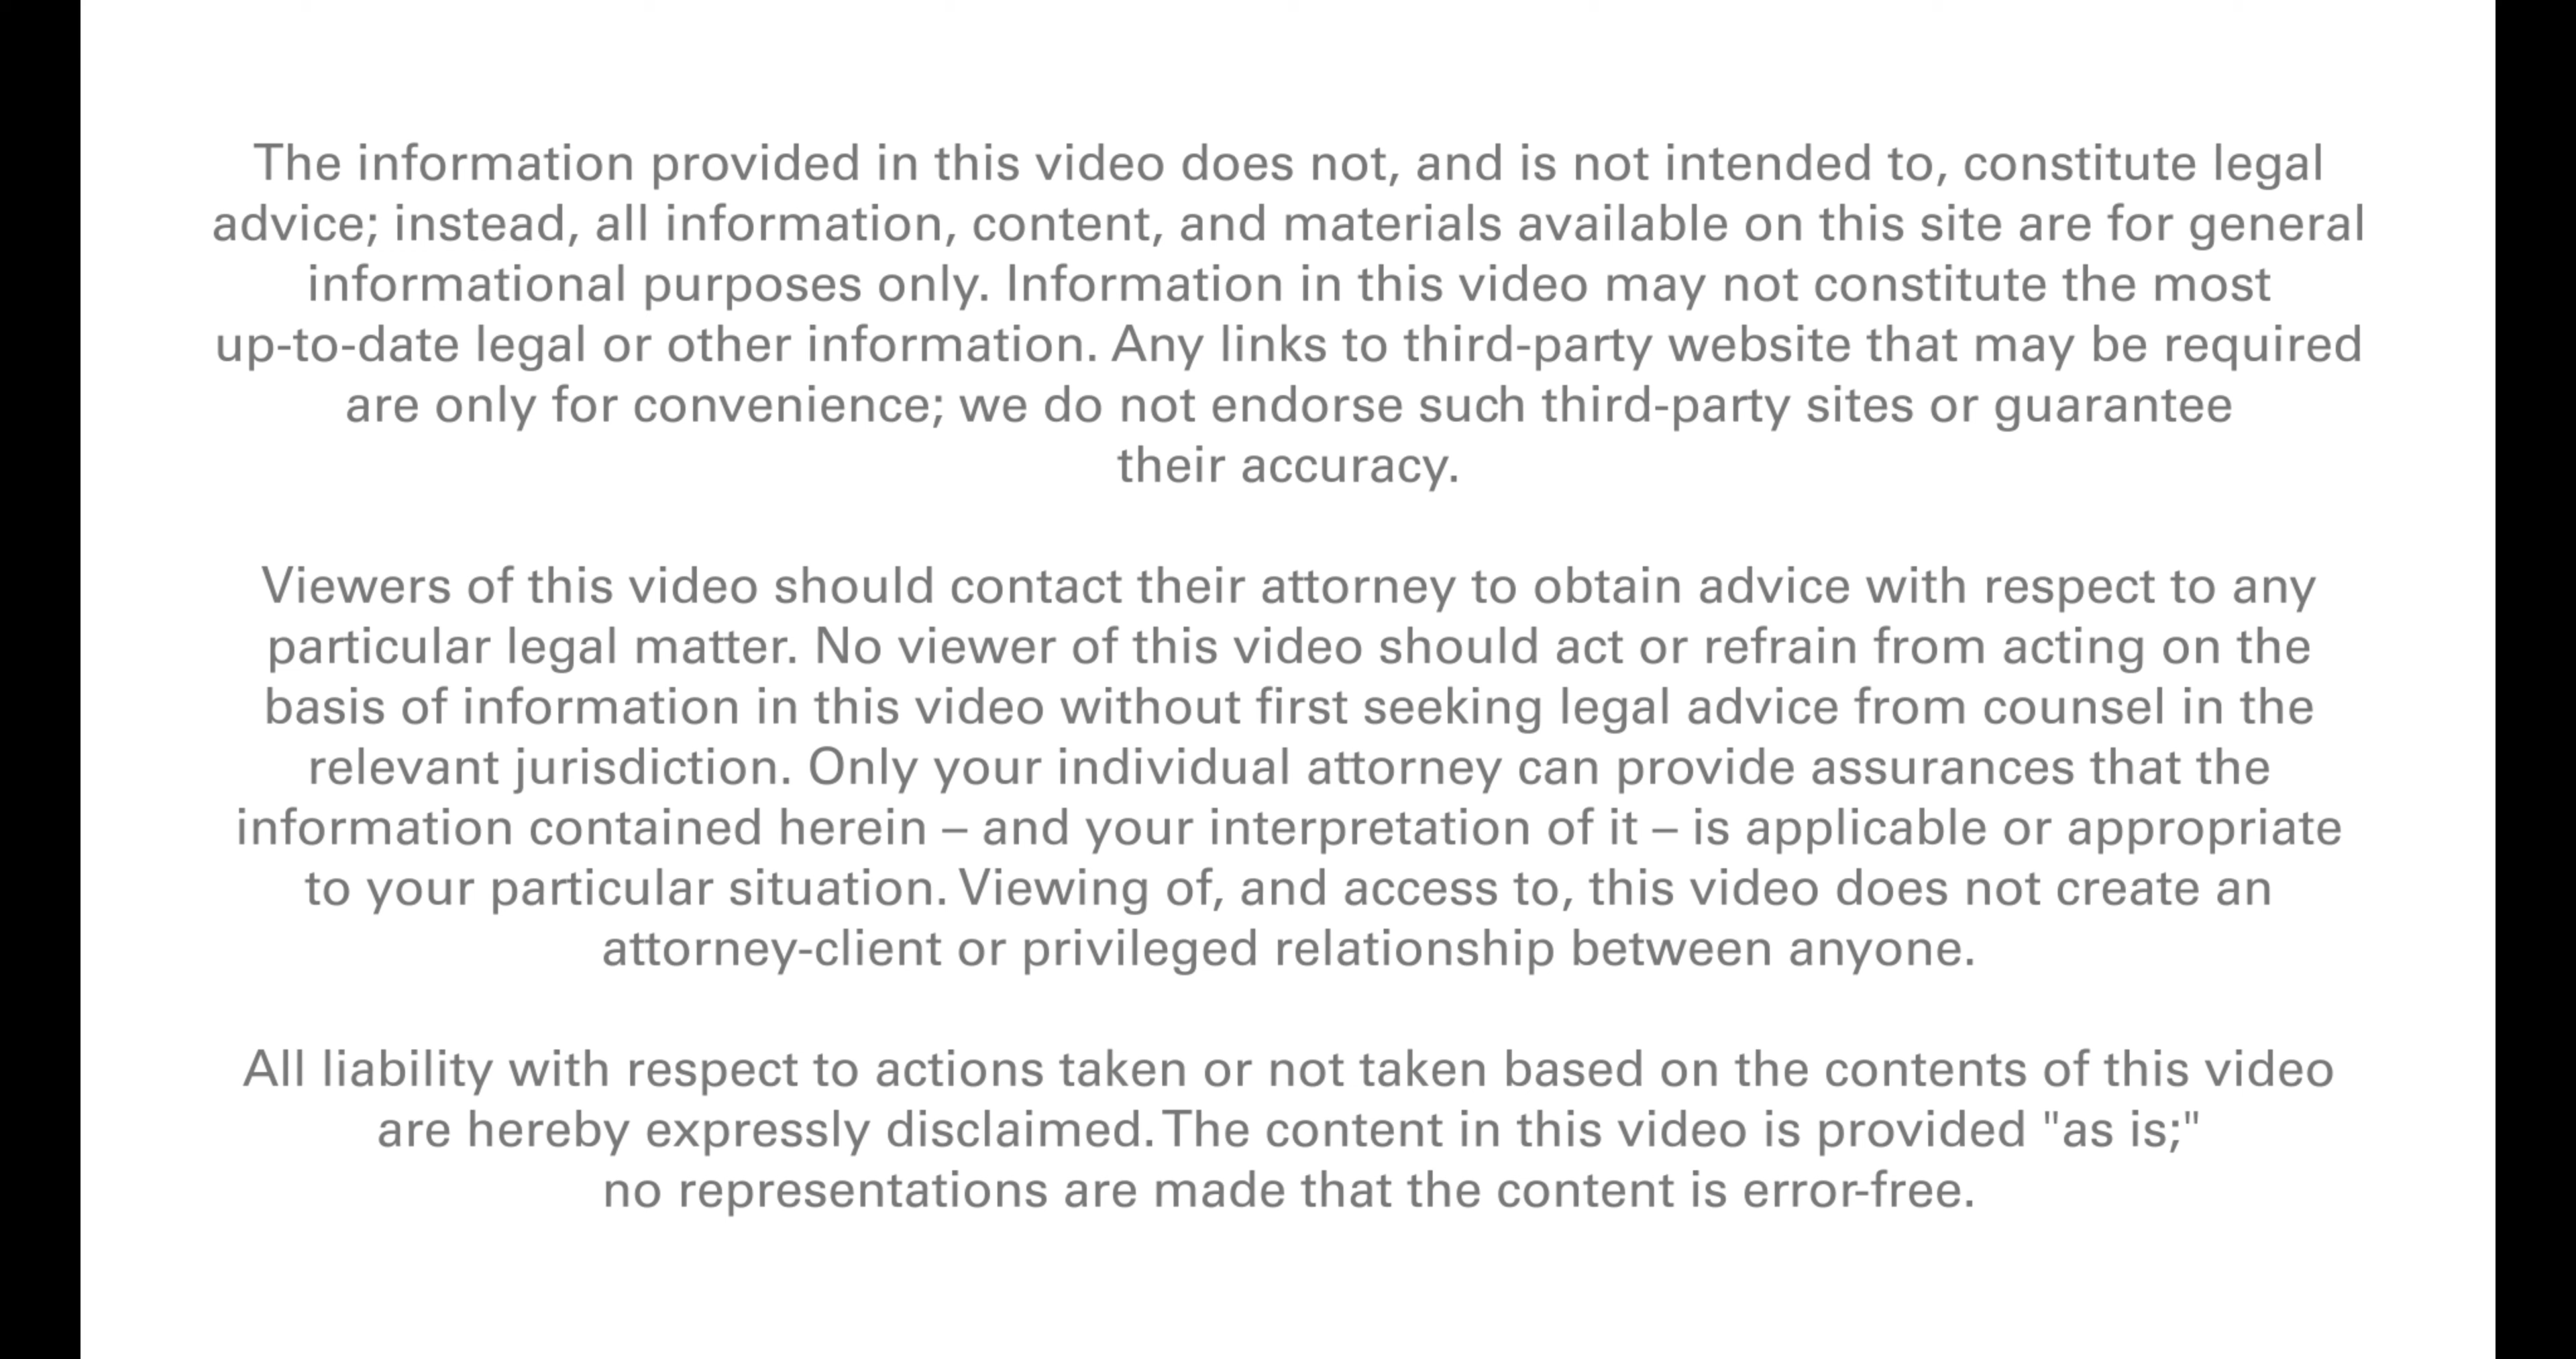 The information provided in this video does not, and is not intended to, constitute legal
advice; instead, all information, content, and materials available on this site are for general
informational purposes only. Information in this video may not constitute the most
up-to-date legal or other information. Any links to third-party website that may be required
are only for convenience; we do not endorse such third-party sites or guarantee
their accuracy.
Viewers of this video should contact their attorney to obtain advice with respect to any
particular legal matter. No viewer of this video should act or refrain from acting on the
basis of information in this video without first seeking legal advice from counsel in the
relevant jurisdiction. Only your individual attorney can provide assurances that the
information contained herein – and your interpretation of it – is applicable or appropriate
to your particular situation. Viewing of, and access to, this video does not create an
attorney-client or privileged relationship between anyone.
All liability with respect to actions taken or not taken based on the contents of this video
are hereby expressly disclaimed. The content in this video is provided "as is;"
no representations are made that the content is error-free.